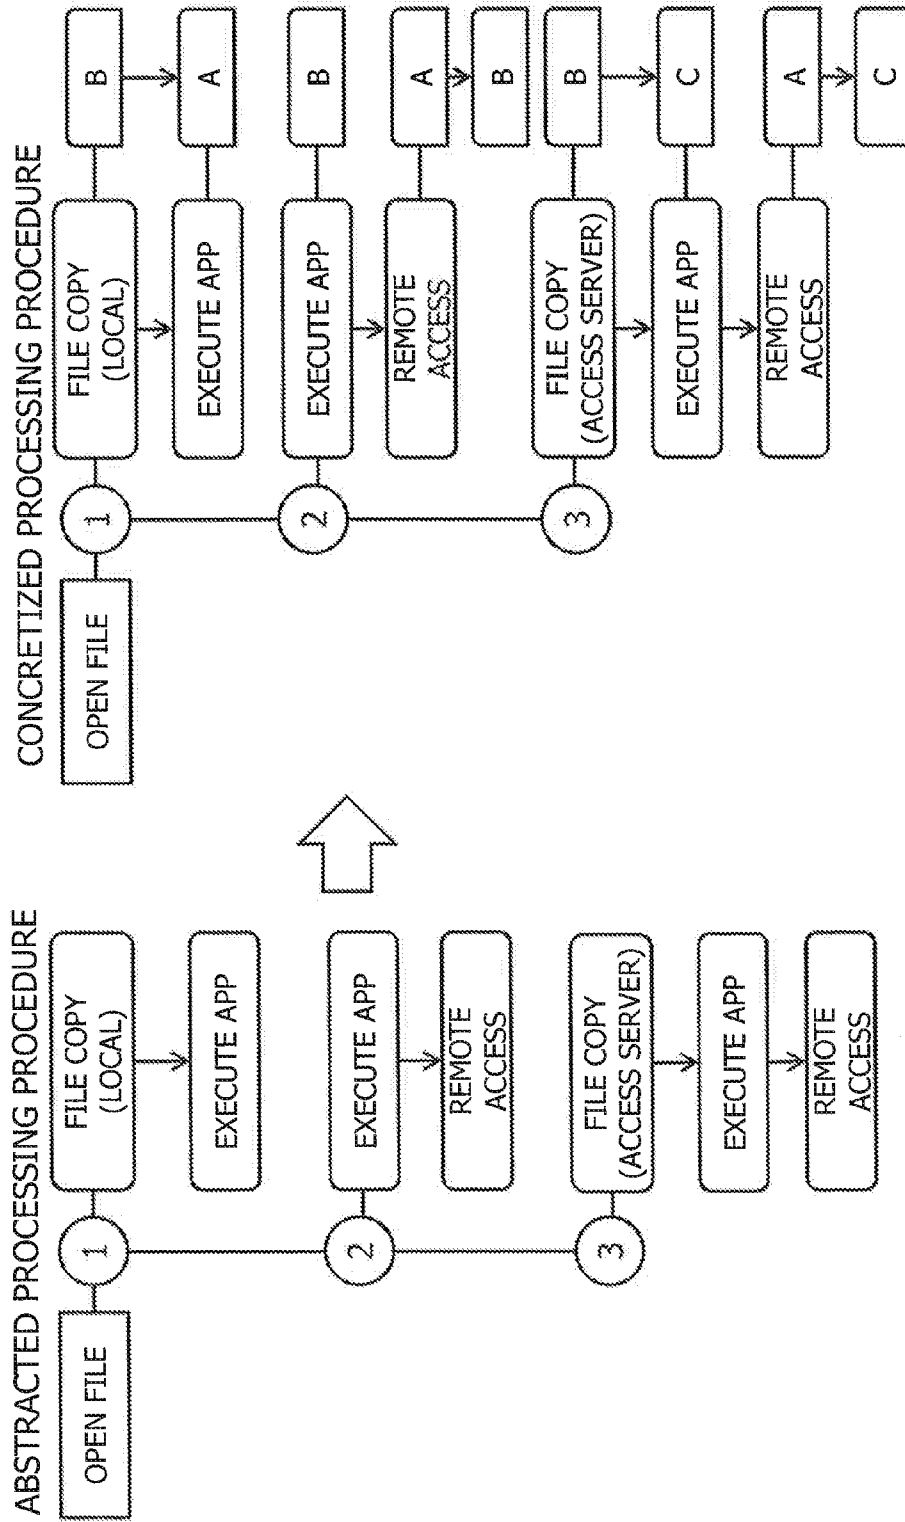 ABSTRACTED PROCESSING PROCEDURE
OPEN FILE
1
FILE COPY
(LOCAL)
EXECUTE APP
2
EXECUTE APP
REMOTE
ACCESS
3
FILE COPY
(ACCESS SERVER)
EXECUTE APP
REMOTE
ACCESS
CONCRETIZED PROCESSING PROCEDURE
OPEN FILE
1
FILE COPY
(LOCAL)
B
EXECUTE APP
A
2
EXECUTE APP
B
REMOTE
ACCESS
A
B
3
FILE COPY
(ACCESS SERVER)
B
EXECUTE APP
C
REMOTE
ACCESS
A
C